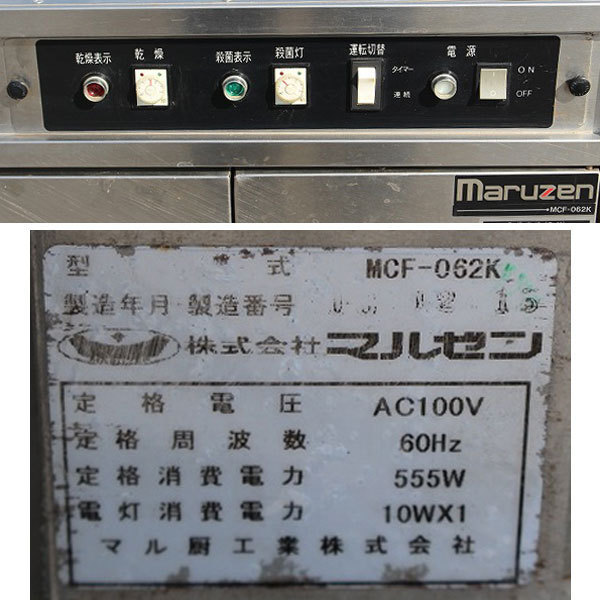 乾燥表示 乾燥 殺菌表示 殺菌灯 運転切替 タイマー 連続 電源 ON OFF
maruzen
MCF-062K
型式 MCF-062K
製造年月 製造番号
株式会社マルゼン
定格電圧 AC100V
定格周波数 60Hz
定格消費電力 555W
電灯消費電力 10WX1
マル厨工業株式会社